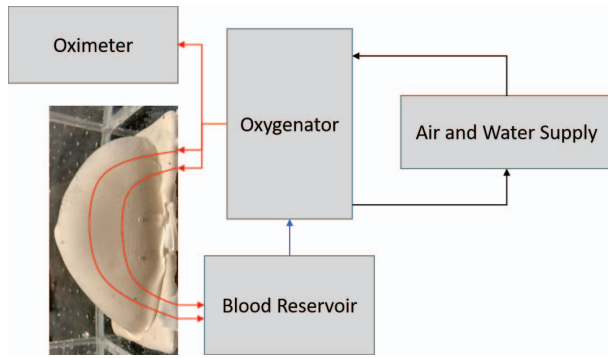 Oximeter
Oxygenator
Air and Water Supply
Blood Reservoir